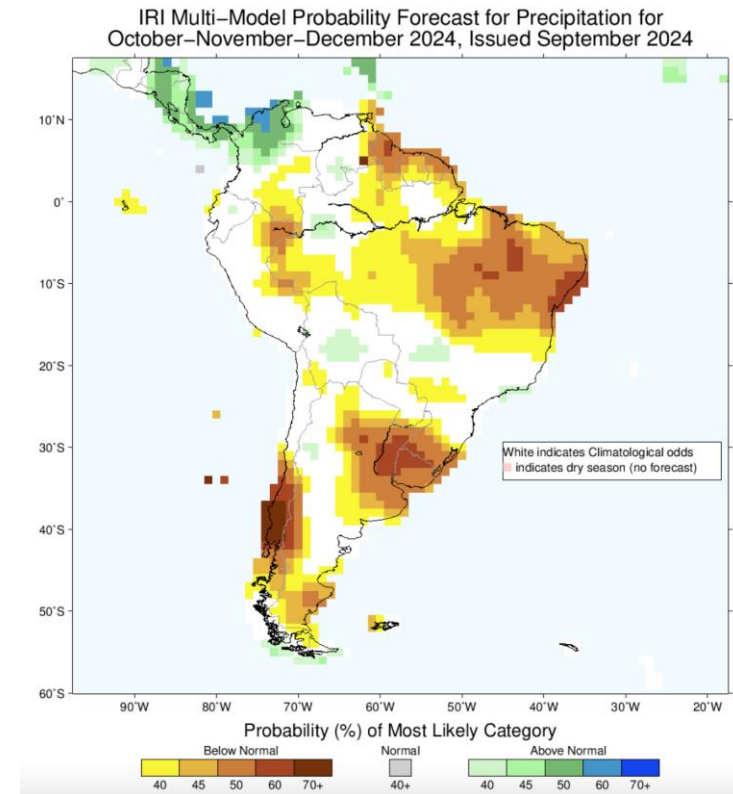 IRI Multi−Model Probability Forecast for Precipitation for
October−November−December 2024, Issued September 2024
10˚N
0˚
10˚S
20˚S
30˚S
White indicates Climatological odds
indicates dry season (no forecast)
40˚S
50˚S
60˚S
90˚W 80˚W 70˚W 60˚W 50˚W 40˚W 30˚W 20˚W
Probability (%) of Most Likely Category
Below Normal Normal Above Normal
40 45 50 60 70+ 40+ 40 45 50 60 70+